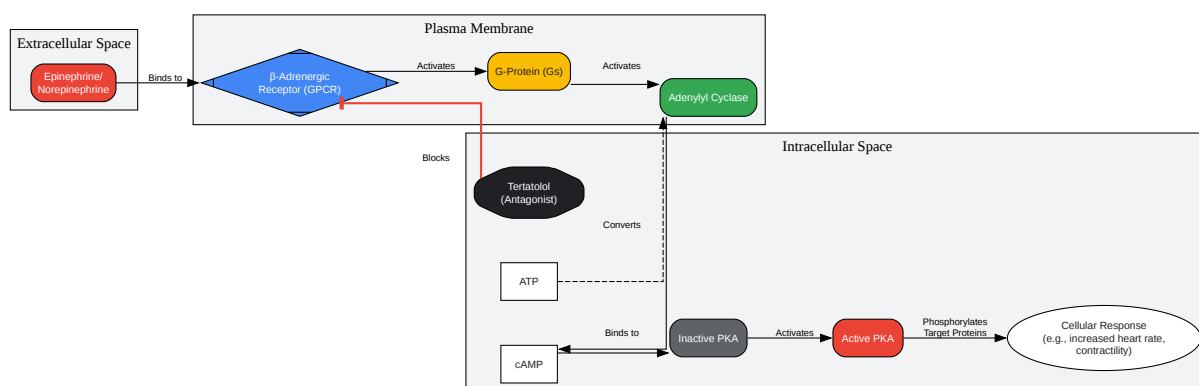 Plasma Membrane
Extracellular Space
Epinephrine/
Norepinephrine
Binds to
β-Adrenergic
Receptor (GPCR)
Activates
G-Protein (Gs)
Activates
Adenylyl Cyclase
Intracellular Space
Blocks
Tertatolol
(Antagonist)
Converts
ATP
cAMP
Binds to
Inactive PKA
Activates
Active PKA
Phosphorylates
Target Proteins
Cellular Response
(e.g., increased heart rate,
contractility)